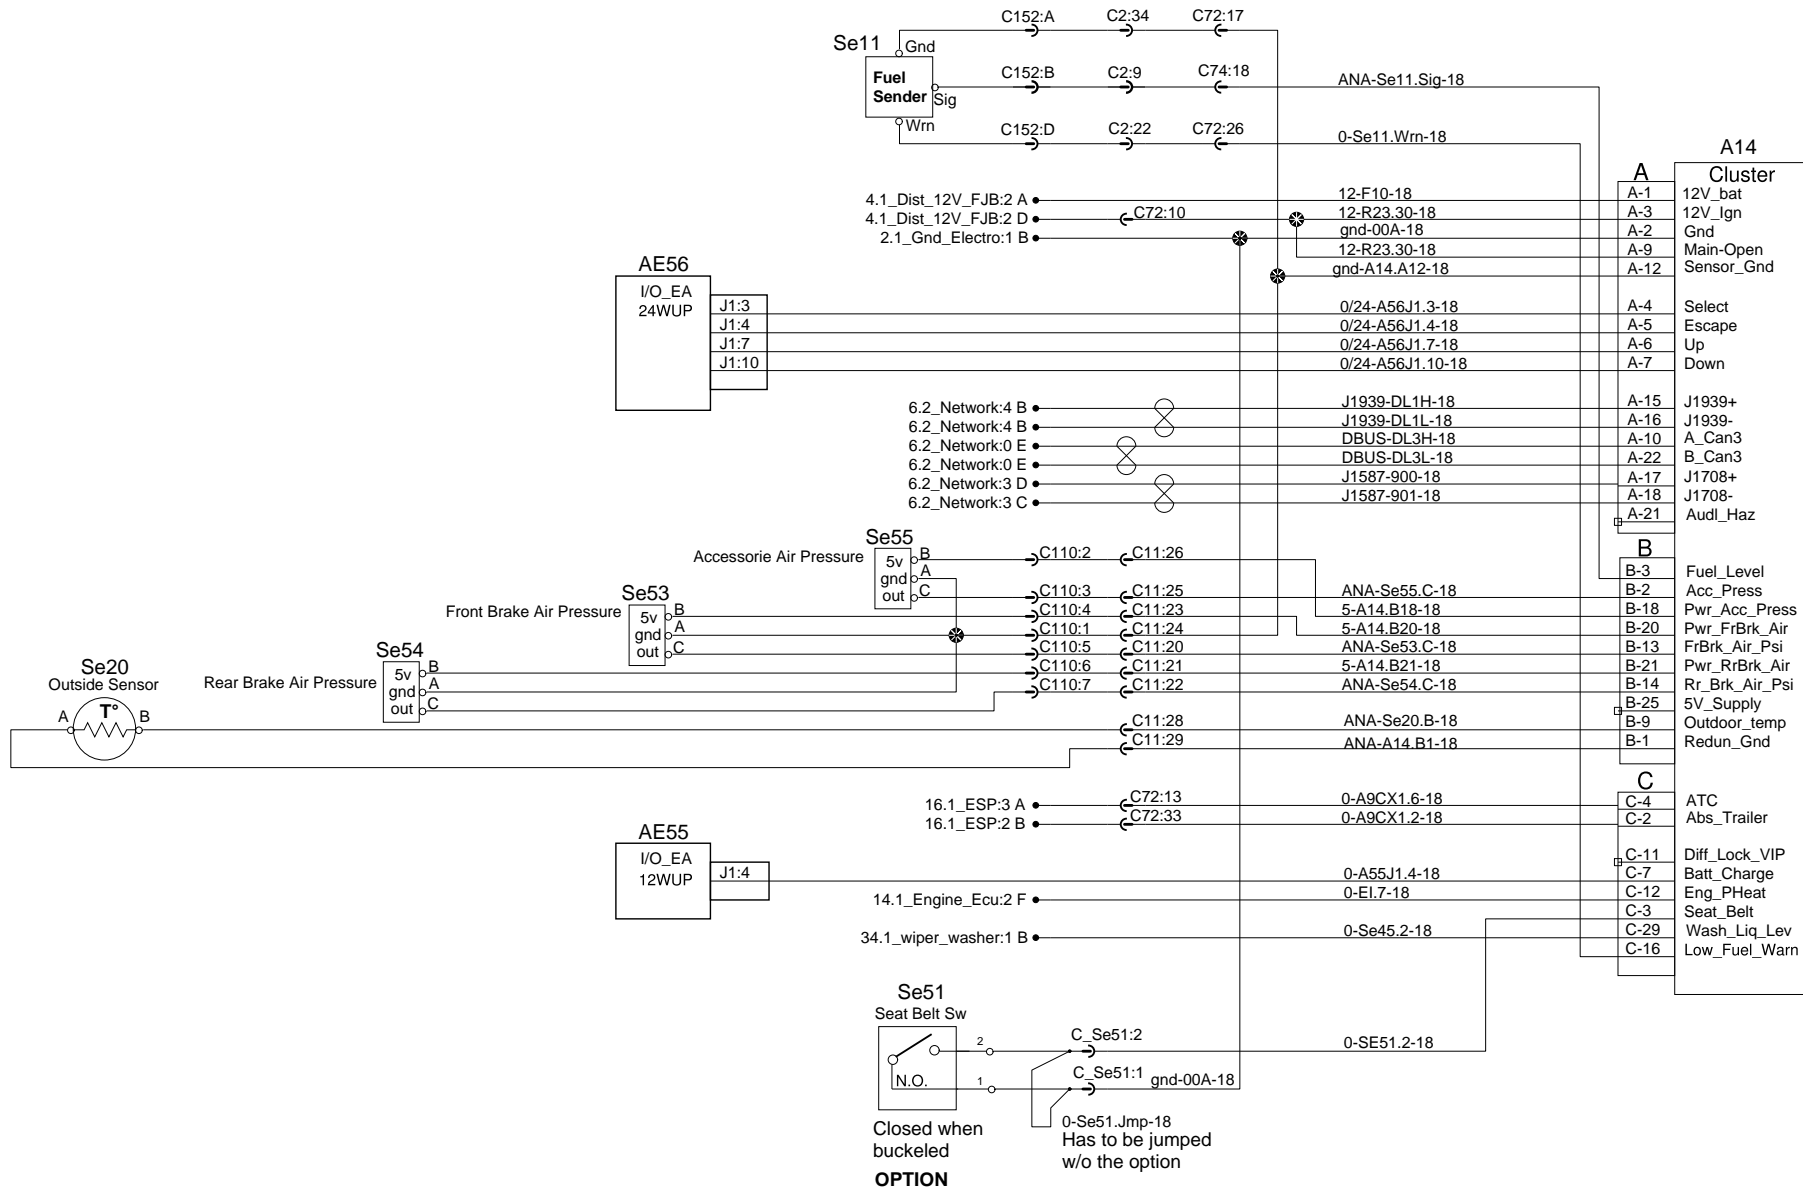 C152:A C2:34 C72:17
Se11 Gnd
Fuel
Sender
Sig
Wrn
C152:B C2:9 C74:18 ANA-Se11.Sig-18
C152:D C2:22 C72:26 0-Se11.Wrn-18
A14
Cluster
A
4.1_Dist_12V_FJB:2 A 12-F10-18 A-1 12V_bat
4.1_Dist_12V_FJB:2 D C72:10 12-R23.30-18 A-3 12V_Ign
2.1_Gnd_Electro:1 B gnd-00A-18 A-2 Gnd
12-R23.30-18 A-9 Main-Open
gnd-A14.A12-18 A-12 Sensor_Gnd
AE56
I/O_EA
24WUP
J1:3 0/24-A56J1.3-18 A-4 Select
J1:4 0/24-A56J1.4-18 A-5 Escape
J1:7 0/24-A56J1.7-18 A-6 Up
J1:10 0/24-A56J1.10-18 A-7 Down
6.2_Network:4 B J1939-DL1H-18 A-15 J1939+
6.2_Network:4 B J1939-DL1L-18 A-16 J1939-
6.2_Network:0 E DBUS-DL3H-18 A-10 A_Can3
6.2_Network:0 E DBUS-DL3L-18 A-22 B_Can3
6.2_Network:3 D J1587-900-18 A-17 J1708+
6.2_Network:3 C J1587-901-18 A-18 J1708-
A-21 Audl_Haz
Se55
Accessorie Air Pressure 5v B C110:2 C11:26
gnd A
out C
B
B-3 Fuel_Level
C110:3 C11:25 ANA-Se55.C-18 B-2 Acc_Press
Se53
Front Brake Air Pressure 5v B C110:4 C11:23 5-A14.B18-18 B-18 Pwr_Acc_Press
gnd A C110:1 C11:24 5-A14.B20-18 B-20 Pwr_FrBrk_Air
out C C110:5 C11:20 ANA-Se53.C-18 B-13 FrBrk_Air_Psi
Se54
Rear Brake Air Pressure 5v B C110:6 C11:21 5-A14.B21-18 B-21 Pwr_RrBrk_Air
gnd A C110:7 C11:22 ANA-Se54.C-18 B-14 Rr_Brk_Air_Psi
out C
B-25 5V_Supply
Se20
Outside Sensor
A T° B
C11:28 ANA-Se20.B-18 B-9 Outdoor_temp
C11:29 ANA-A14.B1-18 B-1 Redun_Gnd
C
16.1_ESP:3 A C72:13 0-A9CX1.6-18 C-4 ATC
16.1_ESP:2 B C72:33 0-A9CX1.2-18 C-2 Abs_Trailer
AE55
I/O_EA
12WUP
C-11 Diff_Lock_VIP
J1:4 0-A55J1.4-18 C-7 Batt_Charge
14.1_Engine_Ecu:2 F 0-EI.7-18 C-12 Eng_PHeat
C-3 Seat_Belt
34.1_wiper_washer:1 B 0-Se45.2-18 C-29 Wash_Liq_Lev
C-16 Low_Fuel_Warn
Se51
Seat Belt Sw
2 C_Se51:2 0-SE51.2-18
N.O. 1 C_Se51:1 gnd-00A-18
Closed when
buckeled
OPTION
0-Se51.Jmp-18
Has to be jumped
w/o the option